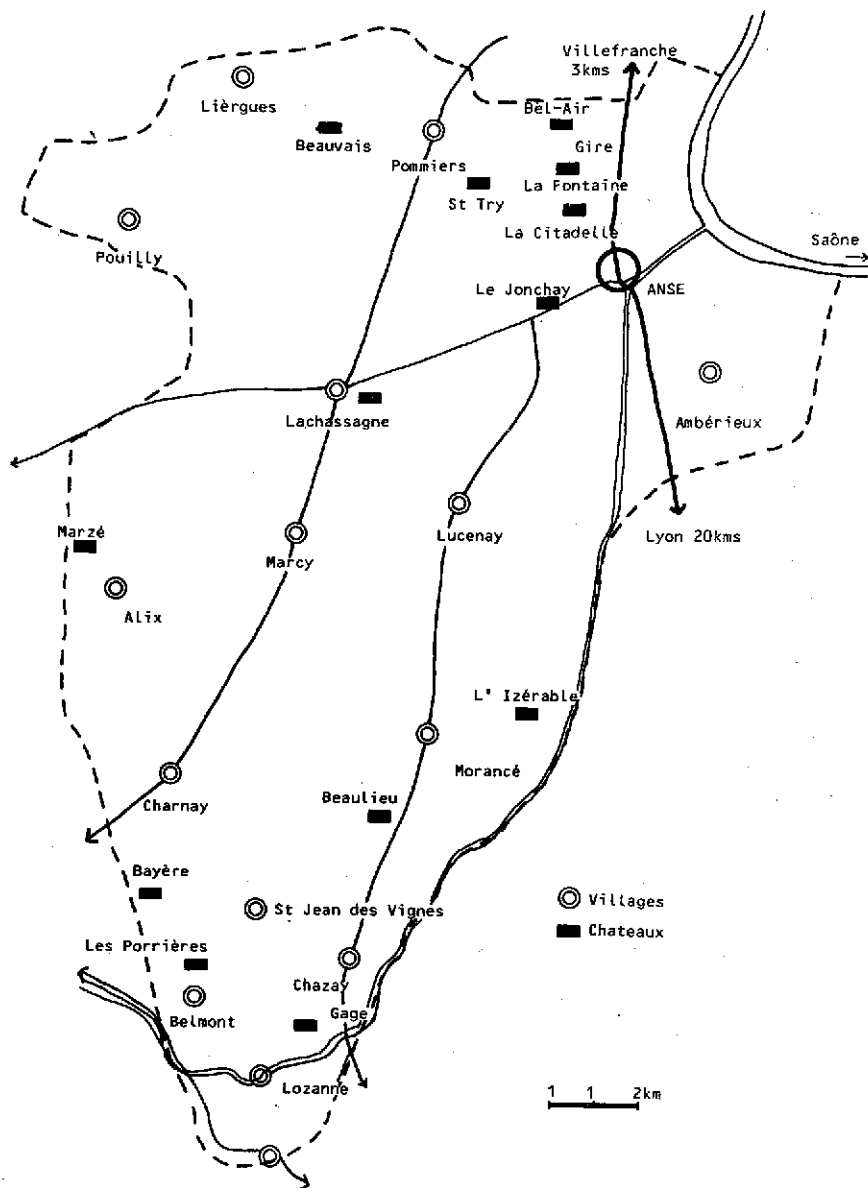 Villefranche
3kms
Lièrgues
Bel-Air
Beauvais
Gire
Pommiers
La Fontaine
St Try
La Citadelle
Pouilly
Saône
Le Jonchay
ANSE
Lachassagne
Ambérieux
Marzé
Marcy
Lucenay
Lyon 20kms
Alix
L' Izérable
Morancé
Charnay
Beaulieu
Bayère
Villages
St Jean des Vignes
Chateaux
Les Porrières
Chazay
Belmont
Gage
Lozanne
1 1 2km